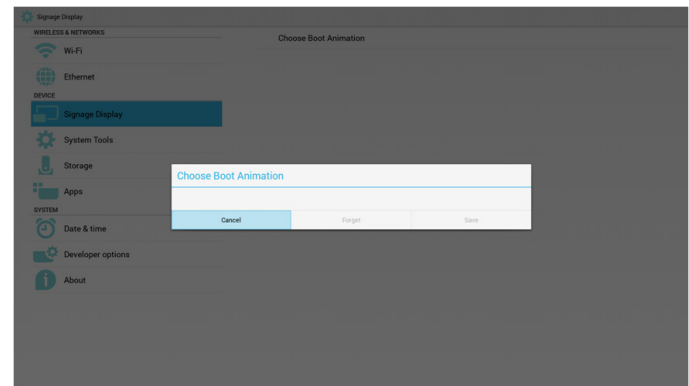 Signage Display
WIRELESS & NETWORKS
Wi-Fi
Ethernet
DEVICE
Signage Display
System Tools
Storage
Apps
SYSTEM
Date & time
Developer options
About
Choose Boot Animation
Choose Boot Animation
Cancel
Forget
Save